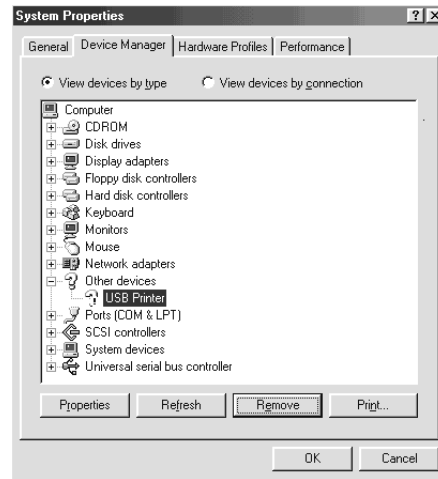 System Properties
General Device Manager Hardware Profiles Performance
View devices by type View devices by connection
Computer
CDROM
Disk drives
Display adapters
Floppy disk controllers
Hard disk controllers
Keyboard
Monitors
Mouse
Network adapters
Other devices
USB Printer
Ports (COM & LPT)
SCSI controllers
System devices
Universal serial bus controller
Properties Refresh Remove Print...
OK Cancel